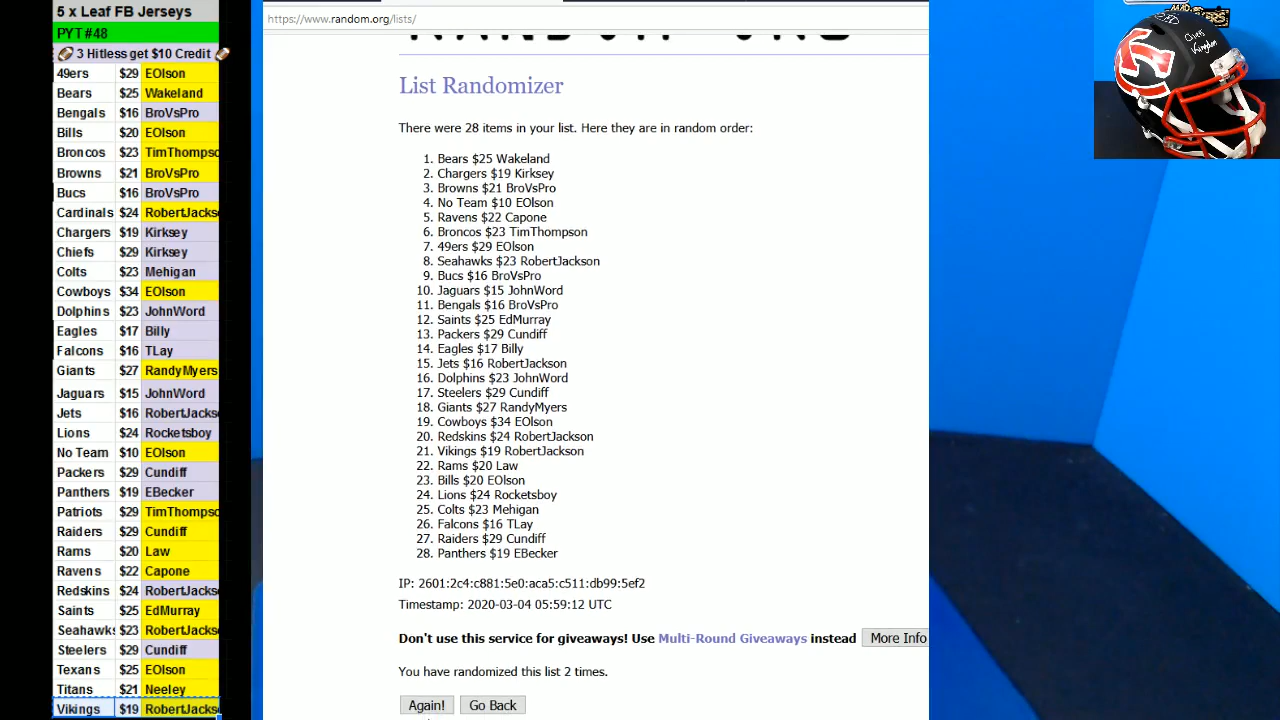 5 x Leaf FB Jerseys
PYT #48
🏈 3 Hitless get $10 Credit 🏈
49ers $29 EOlson
Bears $25 Wakeland
Bengals $16 BroVsPro
Bills $20 EOlson
Broncos $23 TimThompso
Browns $21 BroVsPro
Bucs $16 BroVsPro
Cardinals $24 RobertJackso
Chargers $19 Kirksey
Chiefs $29 Kirksey
Colts $23 Mehigan
Cowboys $34 EOlson
Dolphins $23 JohnWord
Eagles $17 Billy
Falcons $16 TLay
Giants $27 RandyMyers
Jaguars $15 JohnWord
Jets $16 RobertJackso
Lions $24 Rocketsboy
No Team $10 EOlson
Packers $29 Cundiff
Panthers $19 EBecker
Patriots $29 TimThompso
Raiders $29 Cundiff
Rams $20 Law
Ravens $22 Capone
Redskins $24 RobertJackso
Saints $25 EdMurray
Seahawks $23 RobertJackso
Steelers $29 Cundiff
Texans $25 EOlson
Titans $21 Neeley
Vikings $19 RobertJackso
https://www.random.org/lists/
List Randomizer
There were 28 items in your list. Here they are in random order:
1. Bears $25 Wakeland
2. Chargers $19 Kirksey
3. Browns $21 BroVsPro
4. No Team $10 EOlson
5. Ravens $22 Capone
6. Broncos $23 TimThompson
7. 49ers $29 EOlson
8. Seahawks $23 RobertJackson
9. Bucs $16 BroVsPro
10. Jaguars $15 JohnWord
11. Bengals $16 BroVsPro
12. Saints $25 EdMurray
13. Packers $29 Cundiff
14. Eagles $17 Billy
15. Jets $16 RobertJackson
16. Dolphins $23 JohnWord
17. Steelers $29 Cundiff
18. Giants $27 RandyMyers
19. Cowboys $34 EOlson
20. Redskins $24 RobertJackson
21. Vikings $19 RobertJackson
22. Rams $20 Law
23. Bills $20 EOlson
24. Lions $24 Rocketsboy
25. Colts $23 Mehigan
26. Falcons $16 TLay
27. Raiders $29 Cundiff
28. Panthers $19 EBecker
IP: 2601:2c4:c881:5e0:aca5:c511:db99:5ef2
Timestamp: 2020-03-04 05:59:12 UTC
Don't use this service for giveaways! Use Multi-Round Giveaways instead More Info
You have randomized this list 2 times.
Again! Go Back